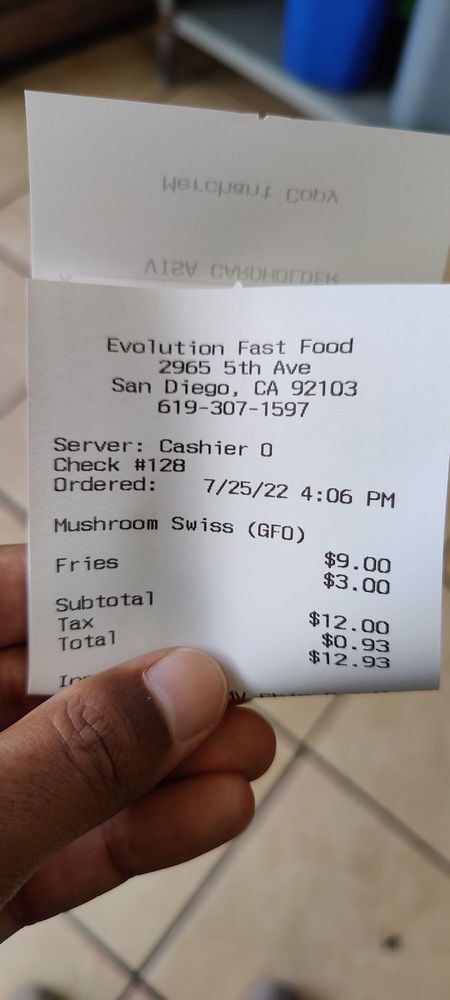 Merchant Copy
VISA CARDHOLDER
Evolution Fast Food
2965 5th Ave
San Diego, CA 92103
619-307-1597
Server: Cashier 0
Check #128
Ordered: 7/25/22 4:06 PM
Mushroom Swiss (GFO)
$9.00
Fries $3.00
Subtotal $12.00
Tax $0.93
Total $12.93